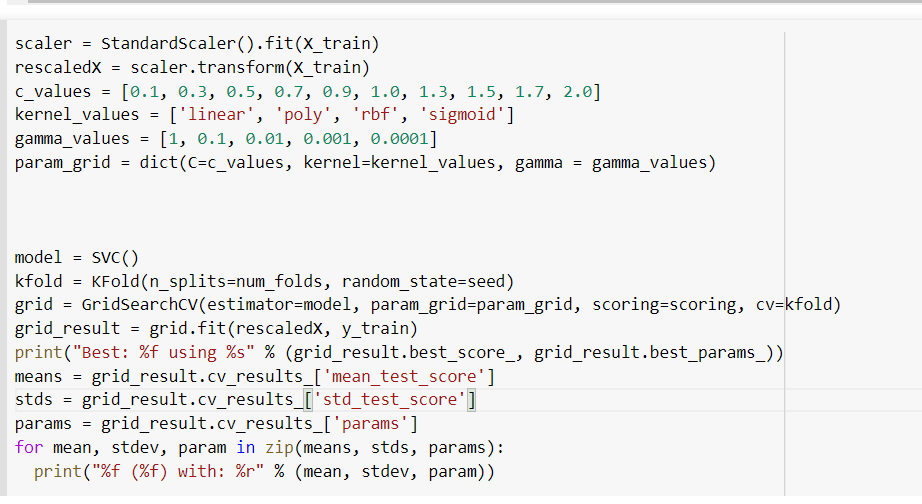 scaler = StandardScaler().fit(X_train)
rescaledX = scaler.transform(X_train)
c_values = [0.1, 0.3, 0.5, 0.7, 0.9, 1.0, 1.3, 1.5, 1.7, 2.0]
kernel_values = ['linear', 'poly', 'rbf', 'sigmoid']
gamma_values = [1, 0.1, 0.01, 0.001, 0.0001]
param_grid = dict(C=c_values, kernel=kernel_values, gamma = gamma_values)
model = SVC()
kfold = KFold(n_splits=num_folds, random_state=seed)
grid = GridSearchCV(estimator=model, param_grid=param_grid, scoring=scoring, cv=kfold)
grid_result = grid.fit(rescaledX, y_train)
print("Best: %f using %s" % (grid_result.best_score_, grid_result.best_params_))
means = grid_result.cv_results_['mean_test_score']
stds = grid_result.cv_results_['std_test_score']
params = grid_result.cv_results_['params']
for mean, stdev, param in zip(means, stds, params):
  print("%f (%f) with: %r" % (mean, stdev, param))